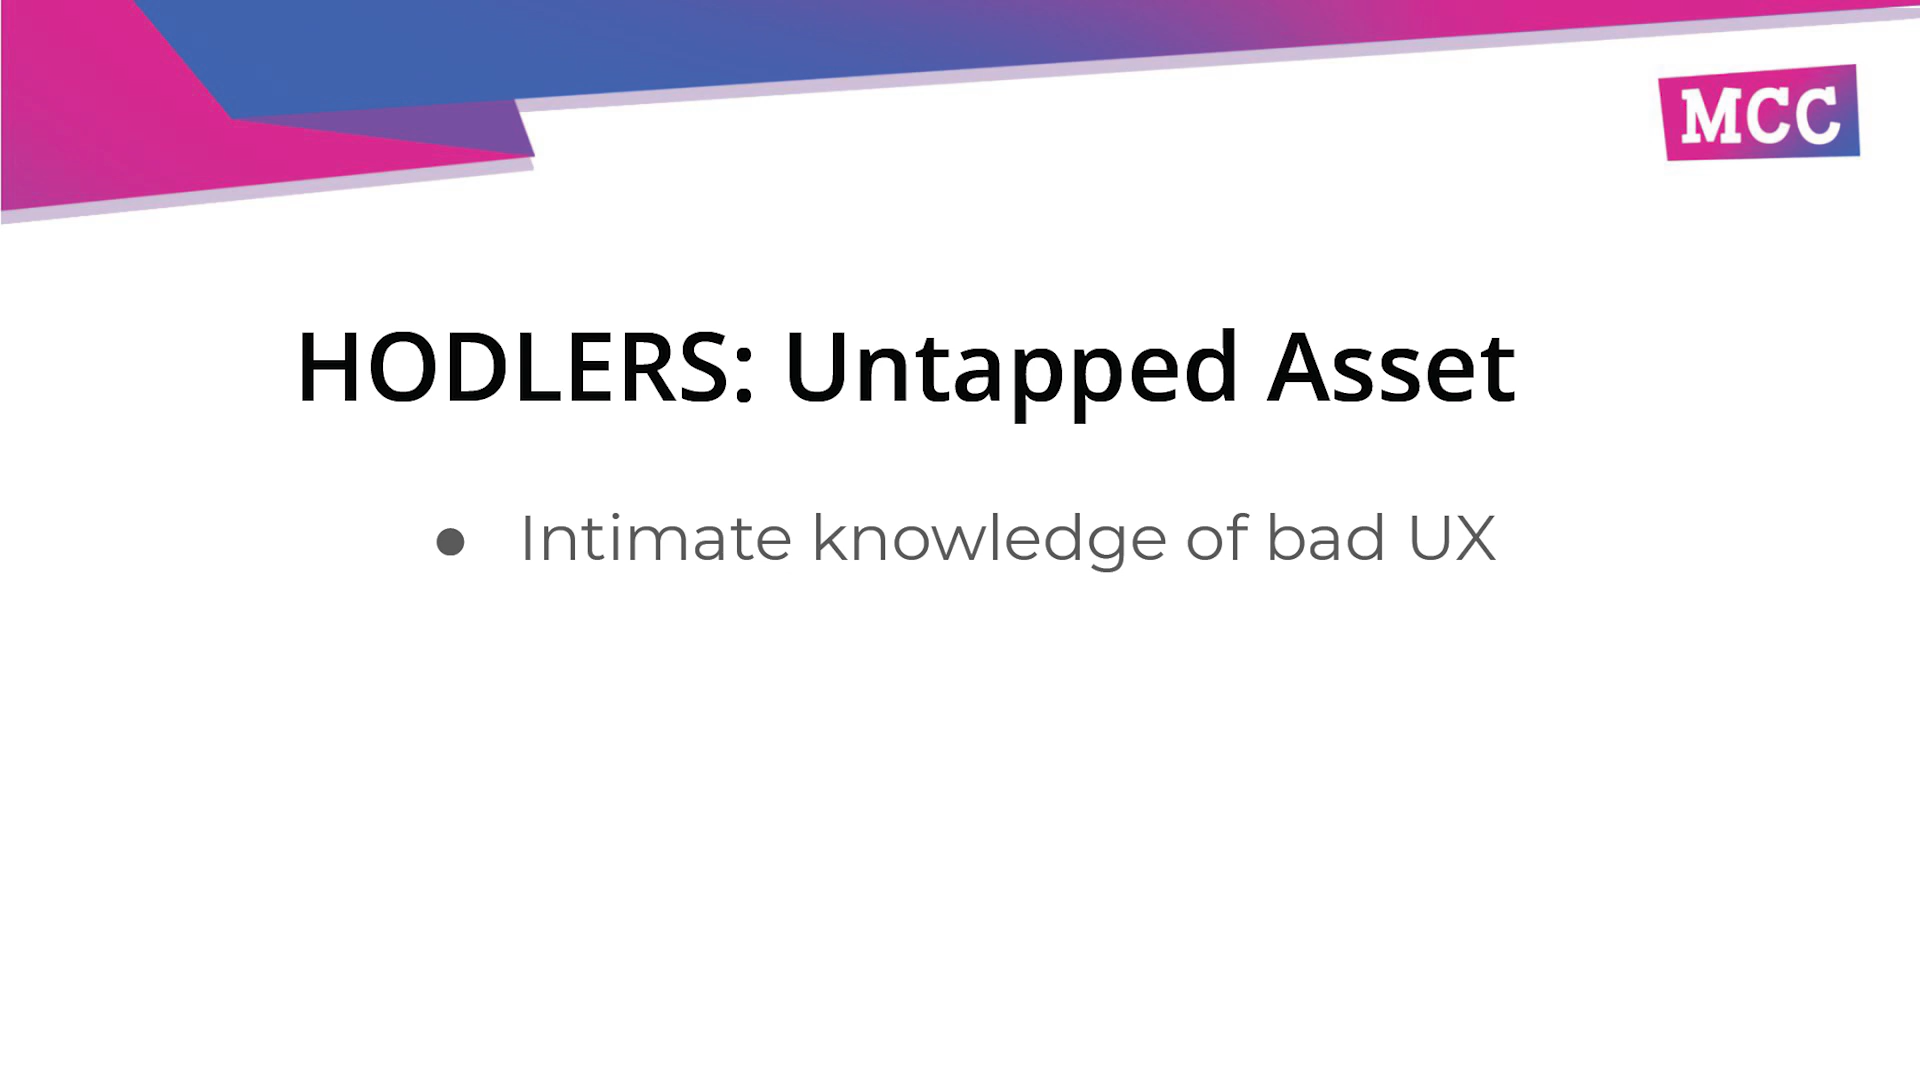 MCC
HODLERS: Untapped Asset
● Intimate knowledge of bad UX